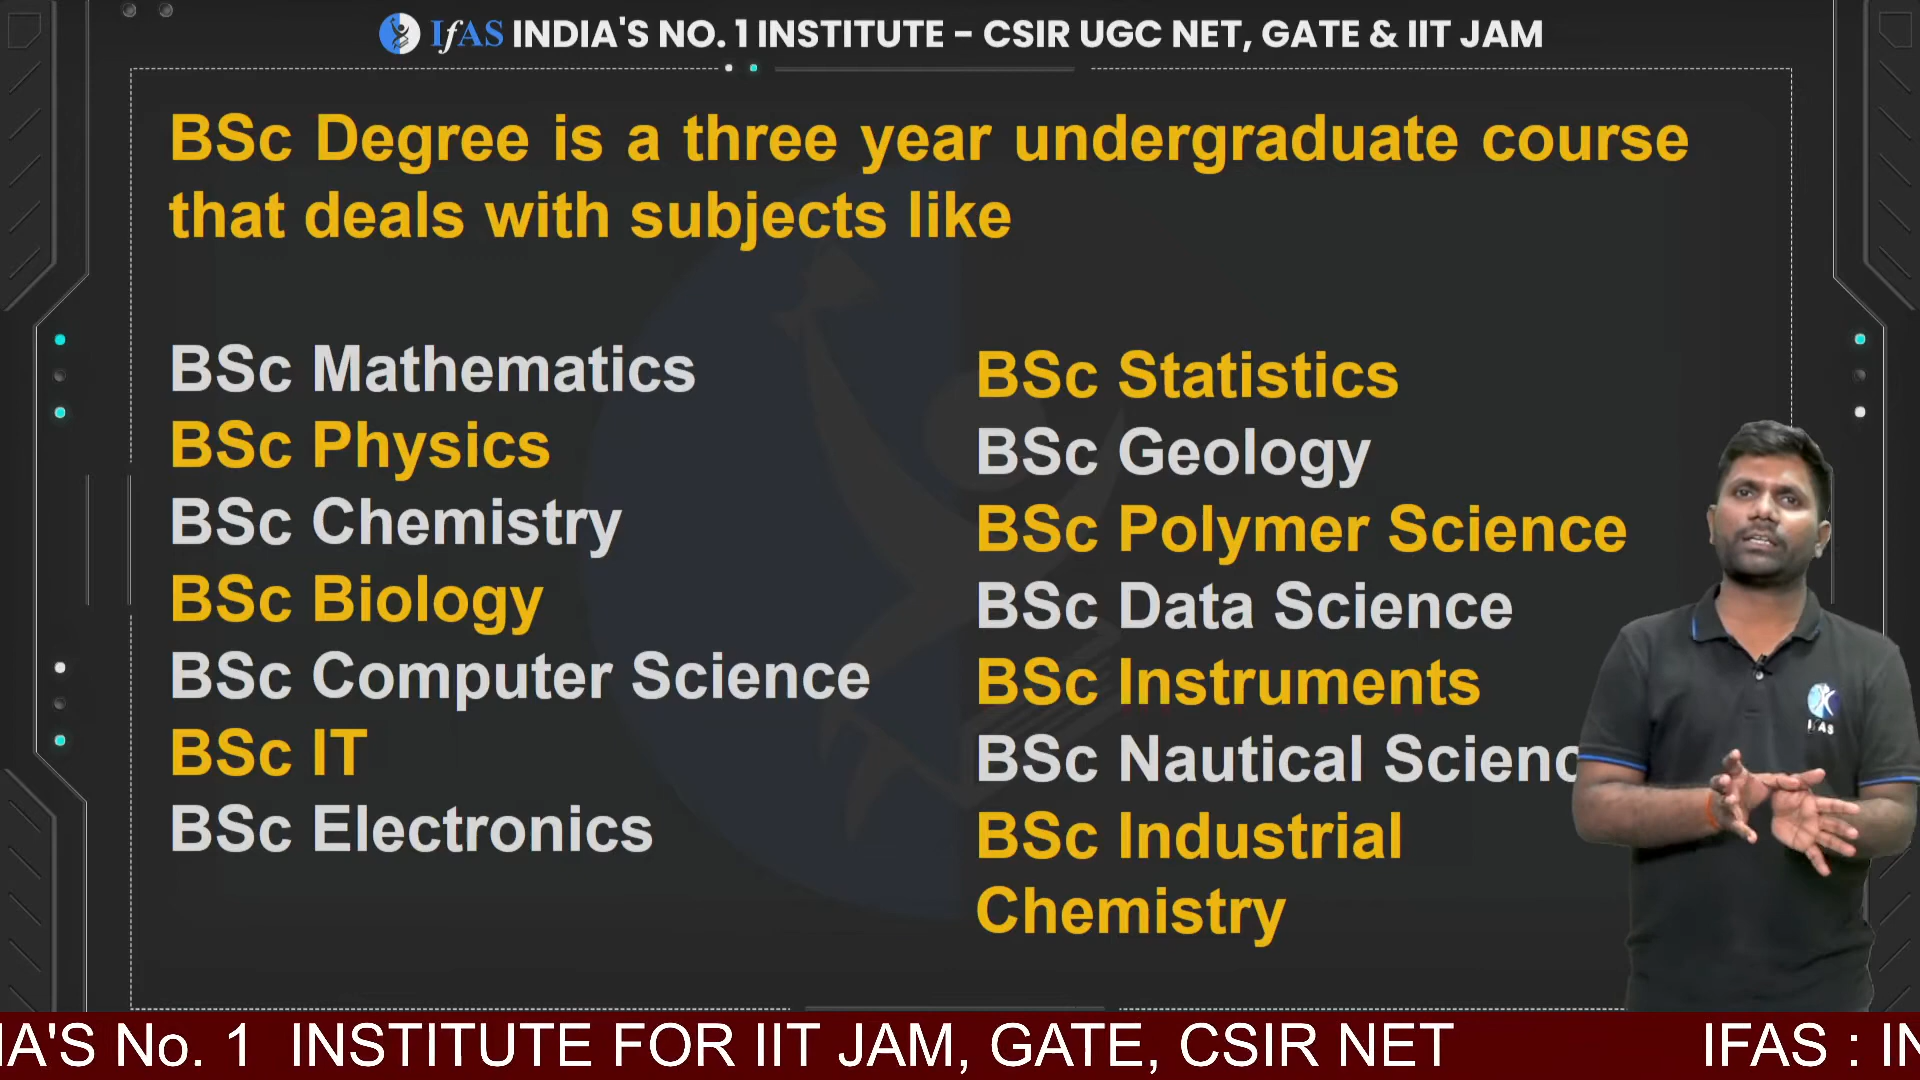 IfAS INDIA'S NO. 1 INSTITUTE - CSIR UGC NET, GATE & IIT JAM
BSc Degree is a three year undergraduate course
that deals with subjects like
BSc Mathematics
BSc Physics
BSc Chemistry
BSc Biology
BSc Computer Science
BSc IT
BSc Electronics
BSc Statistics
BSc Geology
BSc Polymer Science
BSc Data Science
BSc Instruments
BSc Nautical Scienc
BSc Industrial
Chemistry
IfAS
IA'S No. 1 INSTITUTE FOR IIT JAM, GATE, CSIR NET IFAS : IN